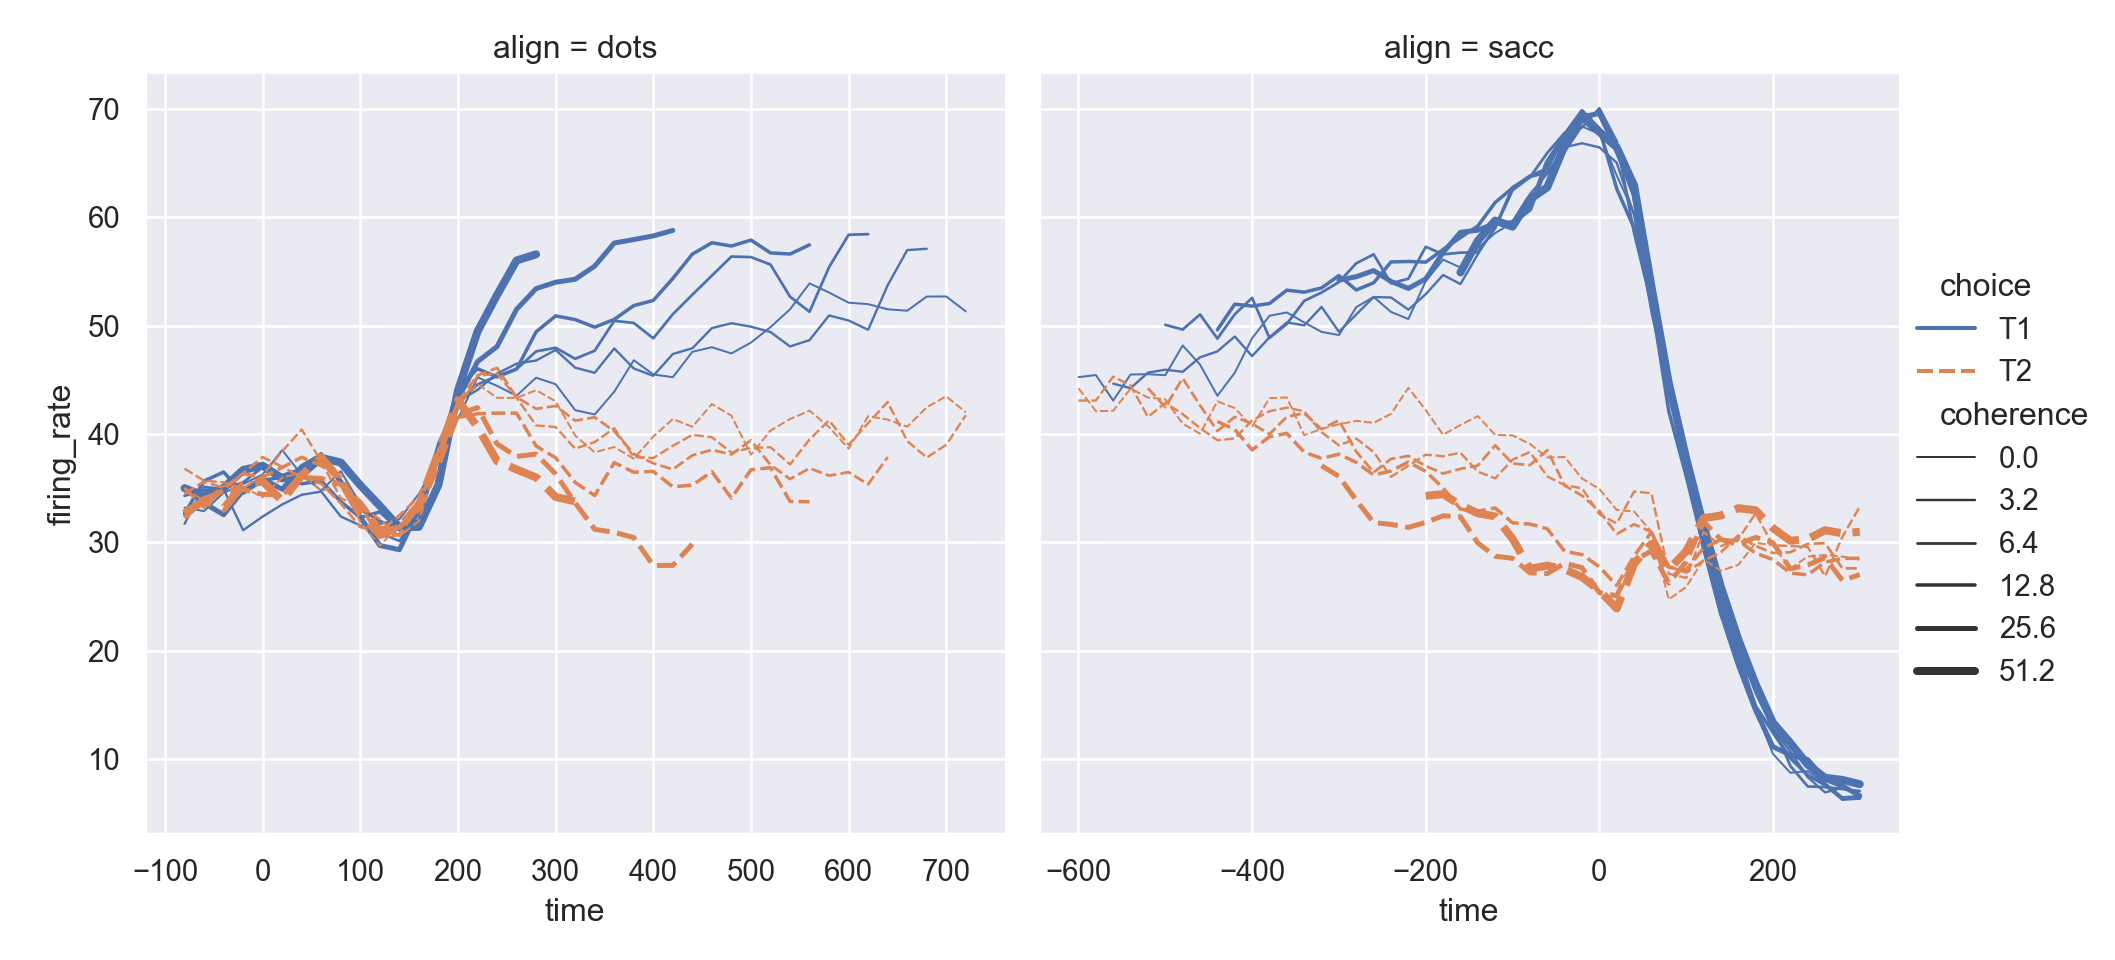 align = dots
align = sacc
70
60
50
40
30
20
10
firing_rate
−100 0 100 200 300 400 500 600 700
time
−600 −400 −200 0 200
time
choice
T1
T2
coherence
0.0
3.2
6.4
12.8
25.6
51.2